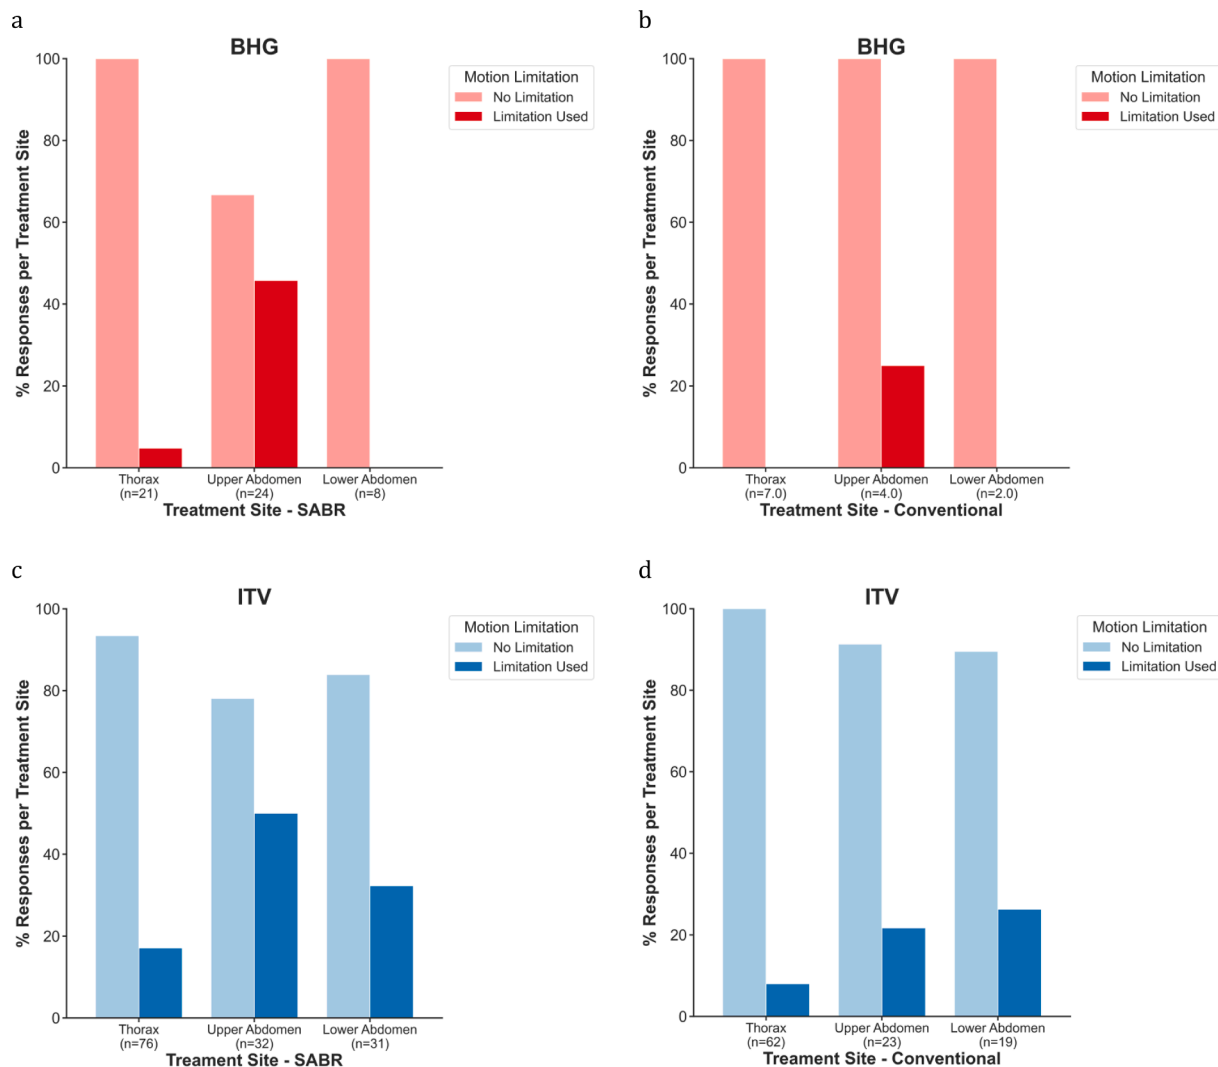 a
BHG
% Responses per Treatment Site
100
80
60
40
20
0
Motion Limitation
No Limitation
Limitation Used
Thorax Upper Abdomen Lower Abdomen
(n=21) (n=24) (n=8)
Treatment Site - SABR
b
BHG
% Responses per Treatment Site
100
80
60
40
20
0
Motion Limitation
No Limitation
Limitation Used
Thorax Upper Abdomen Lower Abdomen
(n=7.0) (n=4.0) (n=2.0)
Treatment Site - Conventional
c
ITV
% Responses per Treatment Site
100
80
60
40
20
0
Motion Limitation
No Limitation
Limitation Used
Thorax Upper Abdomen Lower Abdomen
(n=76) (n=32) (n=31)
Treament Site - SABR
d
ITV
% Responses per Treatment Site
100
80
60
40
20
0
Motion Limitation
No Limitation
Limitation Used
Thorax Upper Abdomen Lower Abdomen
(n=62) (n=23) (n=19)
Treament Site - Conventional